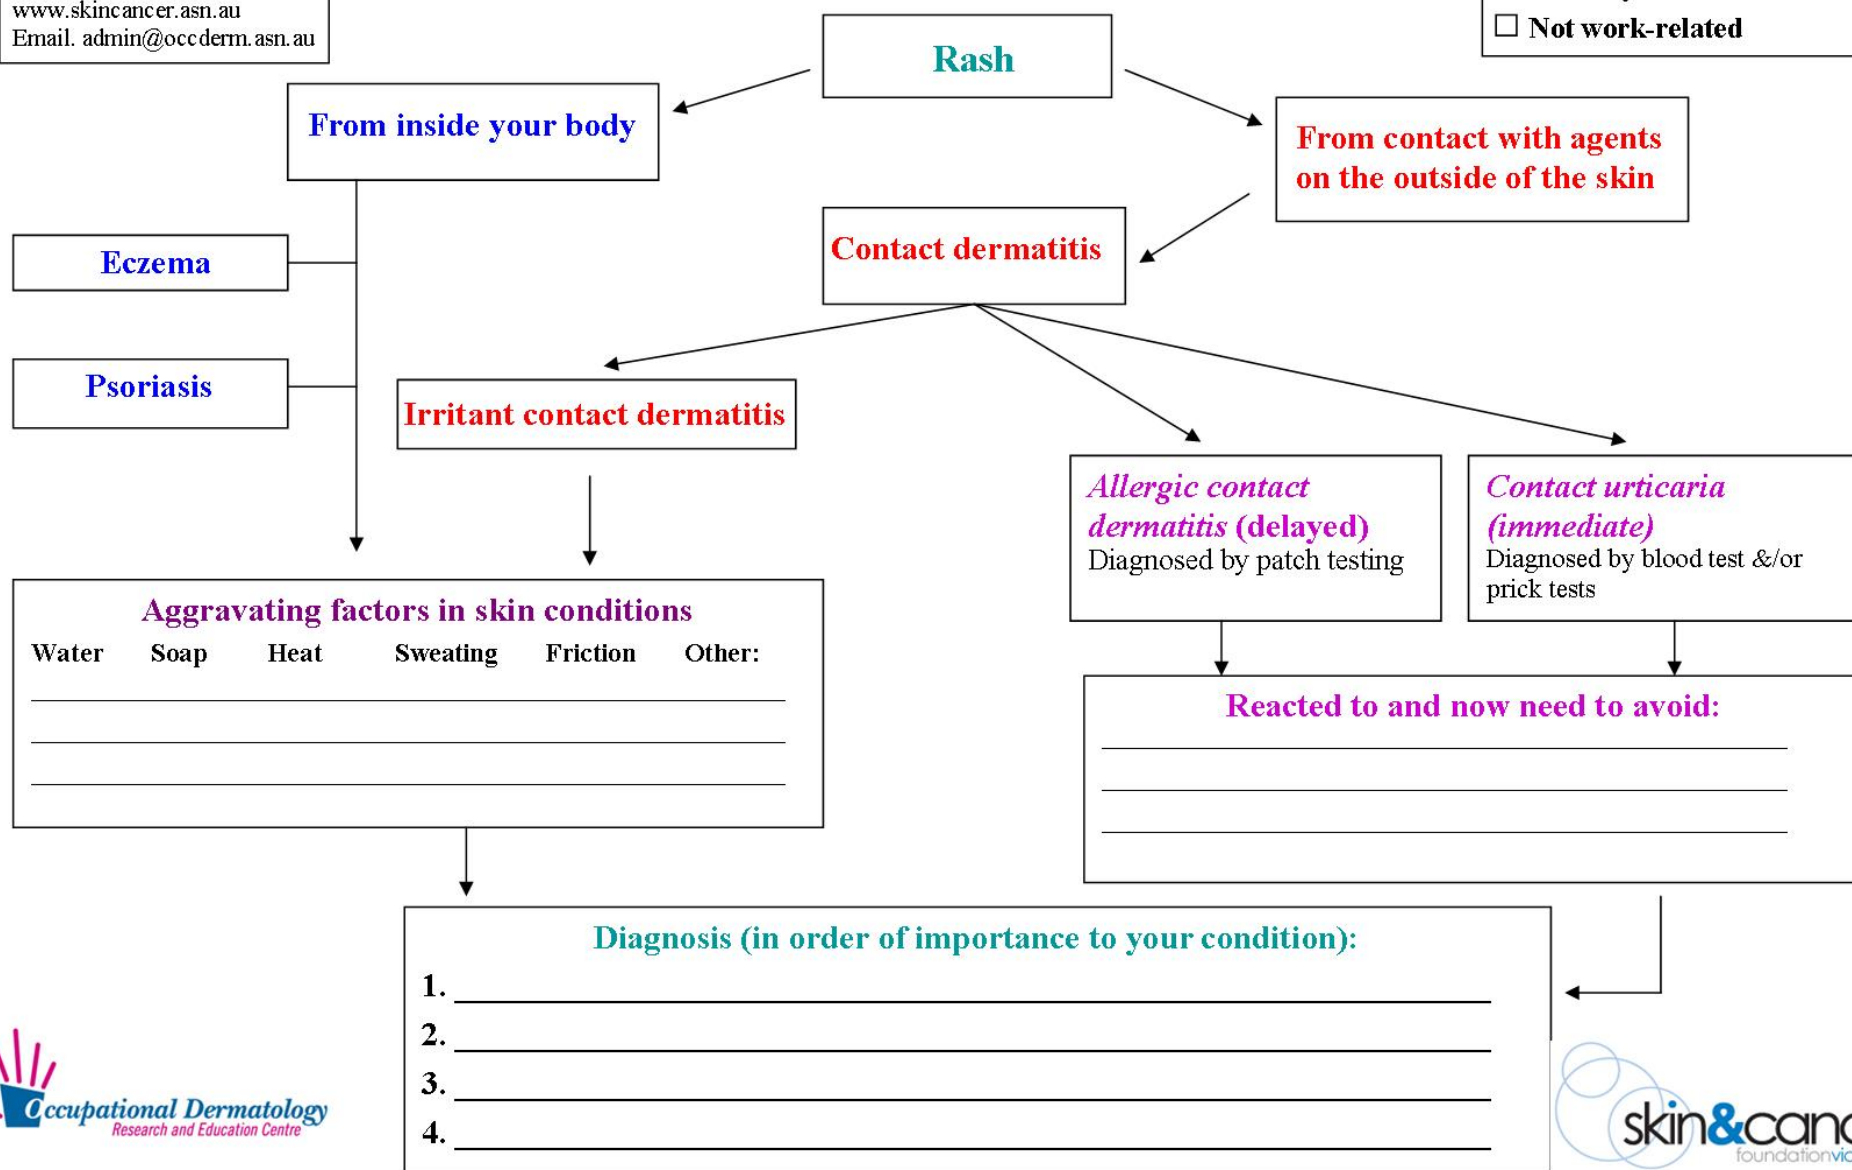 www.skincancer.asn.au
Email. admin@occderm.asn.au
☐ Not work-related
Rash
From inside your body
From contact with agents
on the outside of the skin
Contact dermatitis
Eczema
Psoriasis
Irritant contact dermatitis
Allergic contact
dermatitis (delayed)
Diagnosed by patch testing
Contact urticaria
(immediate)
Diagnosed by blood test &/or
prick tests
Aggravating factors in skin conditions
Water Soap Heat Sweating Friction Other:
Reacted to and now need to avoid:
Diagnosis (in order of importance to your condition):
1.
2.
3.
4.
Occupational Dermatology
Research and Education Centre
skin&canc
foundationvic